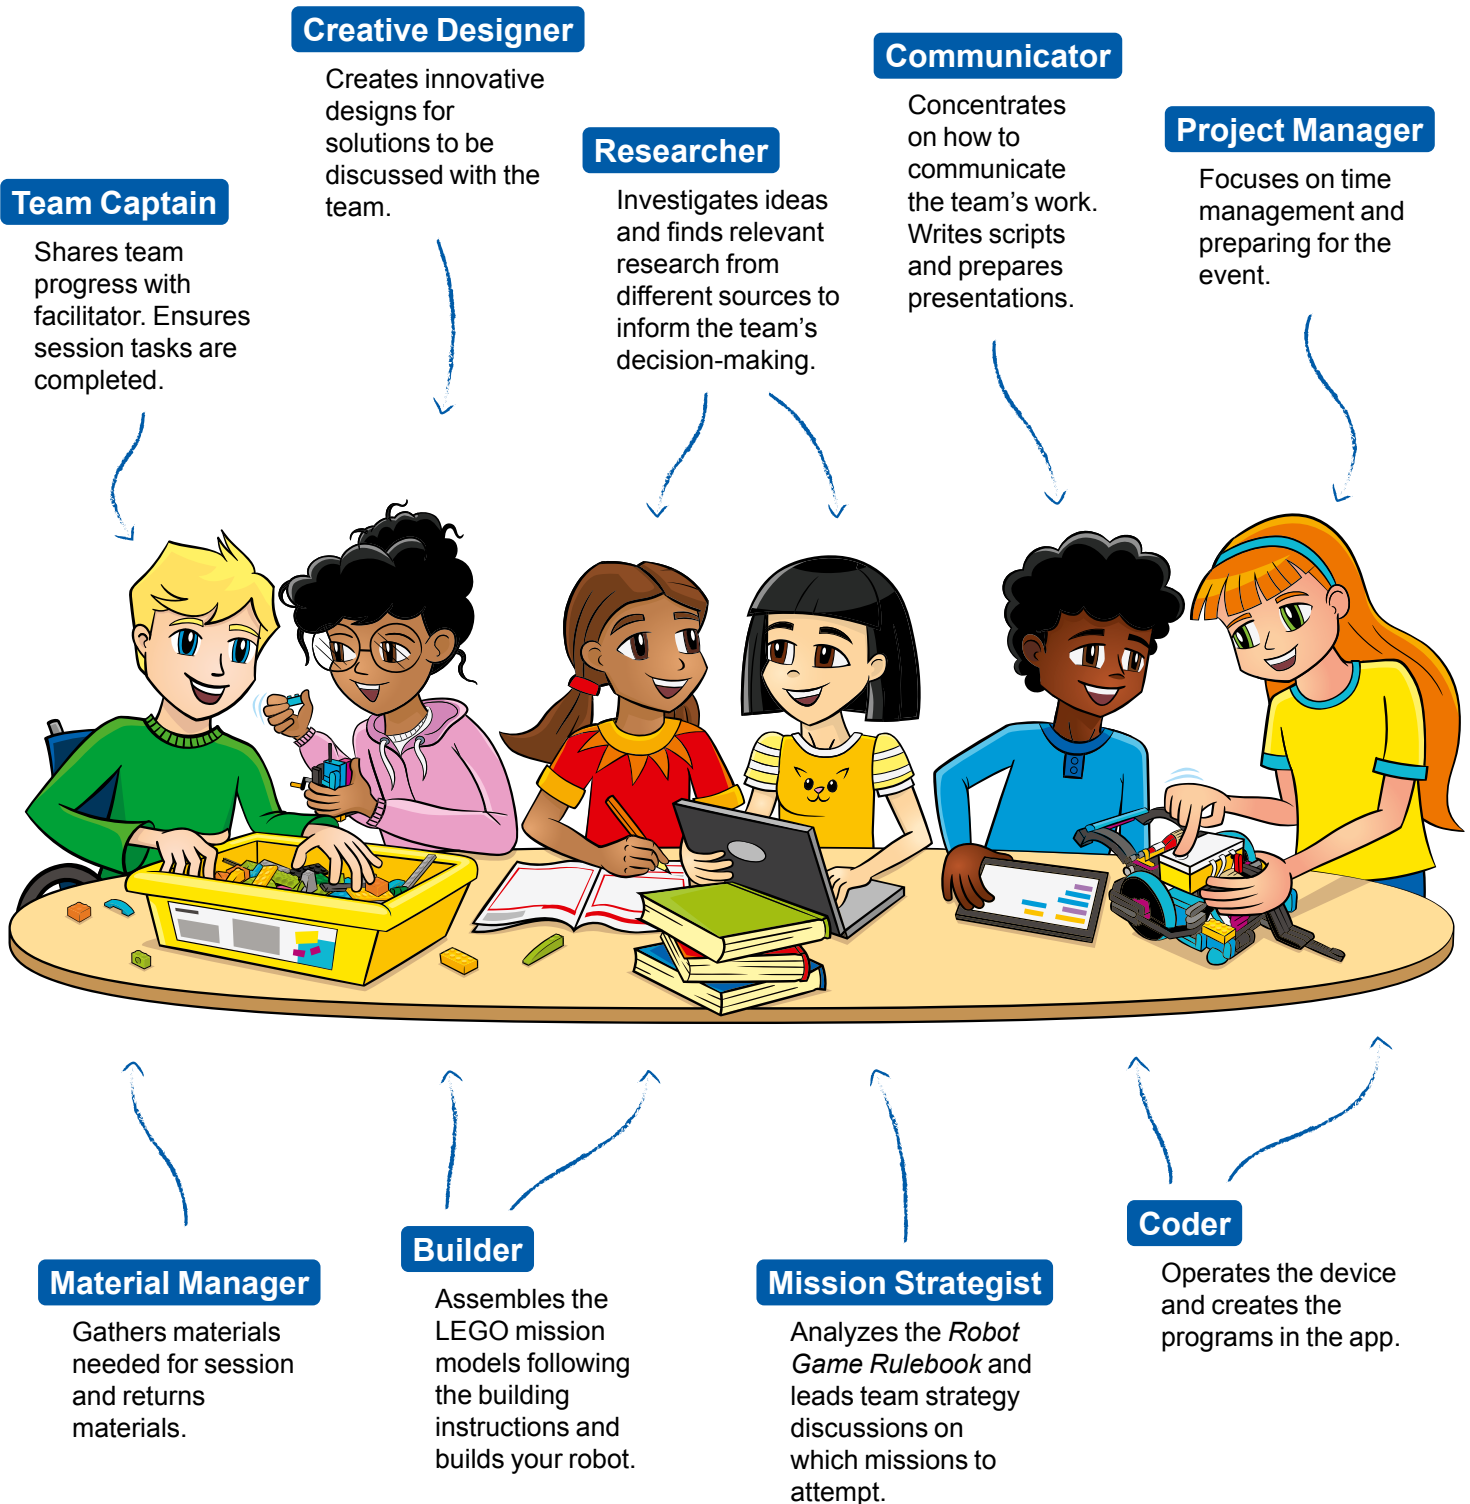 Creative Designer
Creates innovative
designs for
solutions to be
discussed with the
team.
Communicator
Concentrates
on how to
communicate
the team’s work.
Writes scripts
and prepares
presentations.
Project Manager
Focuses on time
management and
preparing for the
event.
Researcher
Investigates ideas
and finds relevant
research from
different sources to
inform the team’s
decision-making.
Team Captain
Shares team
progress with
facilitator. Ensures
session tasks are
completed.
Material Manager
Gathers materials
needed for session
and returns
materials.
Builder
Assembles the
LEGO mission
models following
the building
instructions and
builds your robot.
Mission Strategist
Analyzes the Robot
Game Rulebook and
leads team strategy
discussions on
which missions to
attempt.
Coder
Operates the device
and creates the
programs in the app.